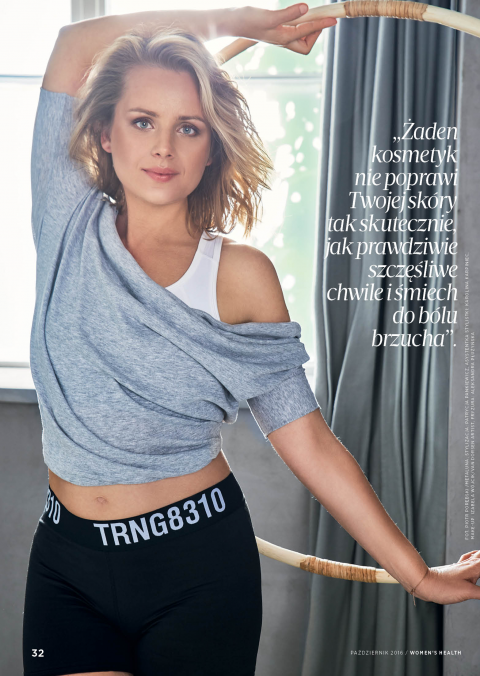 „Żaden
kosmetyk
nie poprawi
Twojej skóry
tak skutecznie,
jak prawdziwie
szczęśliwe
chwile i śmiech
do bólu
brzucha”.
310
TRNG8310
32
PAŹDZIERNIK 2016 / WOMEN'S HEALTH